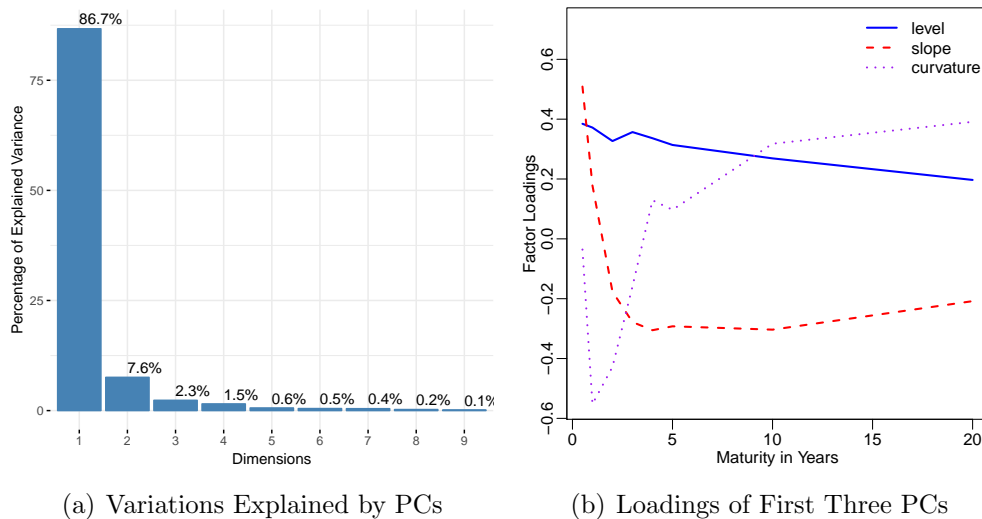 86.7%
7.6%
2.3%
1.5%
0.6%
0.5%
0.4%
0.2%
0.1%
75
50
25
0
Percentage of Explained Variance
1 2 3 4 5 6 7 8 9
Dimensions
(a) Variations Explained by PCs
level
slope
curvature
0.6
0.4
0.2
0.0
−0.2
−0.4
−0.6
Factor Loadings
0 5 10 15 20
Maturity in Years
(b) Loadings of First Three PCs